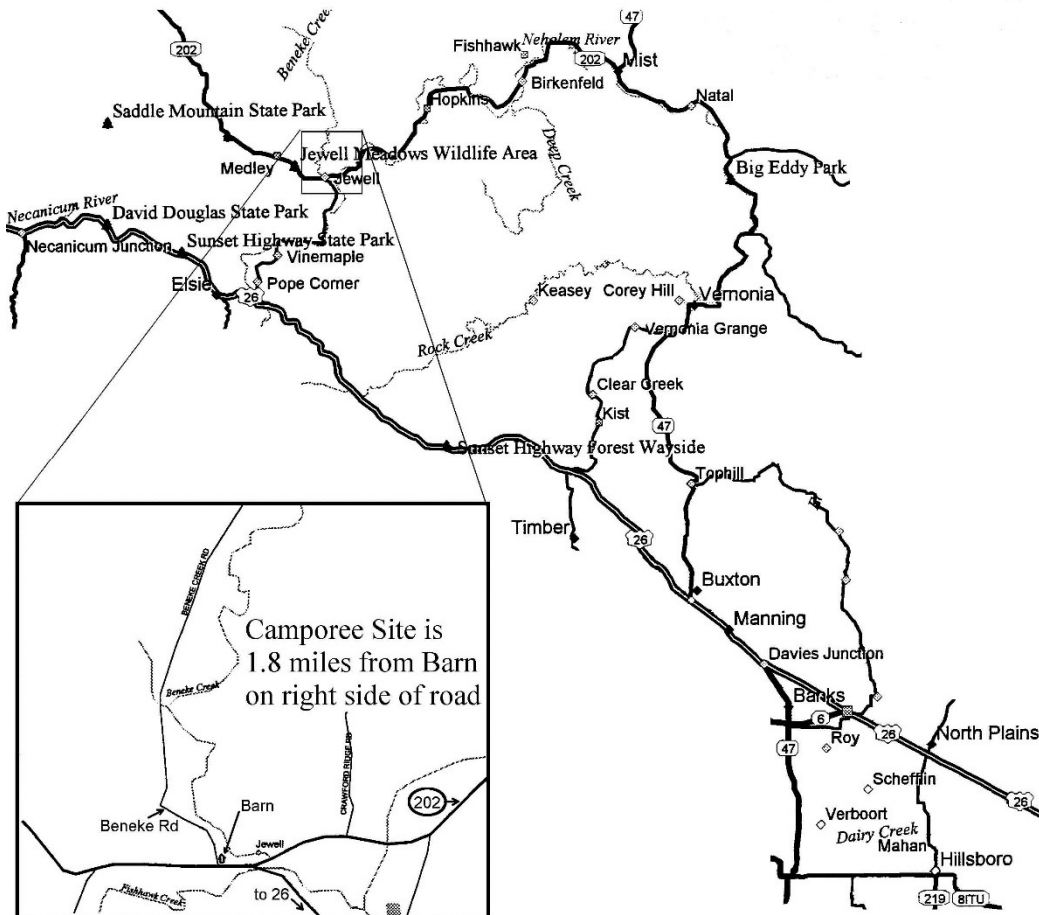 47
Beneke Creek
Fishhawk
Nehalem River
202
202
Mist
Birkenfeld
Hopkins
Natal
Saddle Mountain State Park
Deep Creek
Jewell Meadows Wildlife Area
Medley
Jewell
Big Eddy Park
Necanicum River
David Douglas State Park
Necanicum Junction
Sunset Highway State Park
Vinemaple
Elsie
26
Pope Corner
Keasey
Corey Hill
Vernonia
Rock Creek
Vernonia Grange
Clear Creek
Kist
47
Sunset Highway Forest Wayside
Tophill
Timber
26
Buxton
Manning
Davies Junction
Banks
6
Roy
26
North Plains
47
Schefflin
26
Verboort
Dairy Creek
Mahan
Hillsboro
219
8ITU
BENEKE CREEK RD
Camporee Site is
1.8 miles from Barn
on right side of road
Beneke Creek
CRAWFORD RIDGE RD
202
Barn
Beneke Rd
Jewell
Fishhawk Creek
to 26